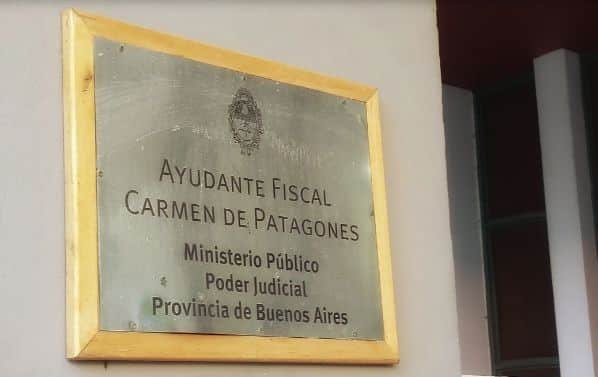 AYUDANTE FISCAL
CARMEN DE PATAGONES
Ministerio Público
Poder Judicial
Provincia de Buenos Aires